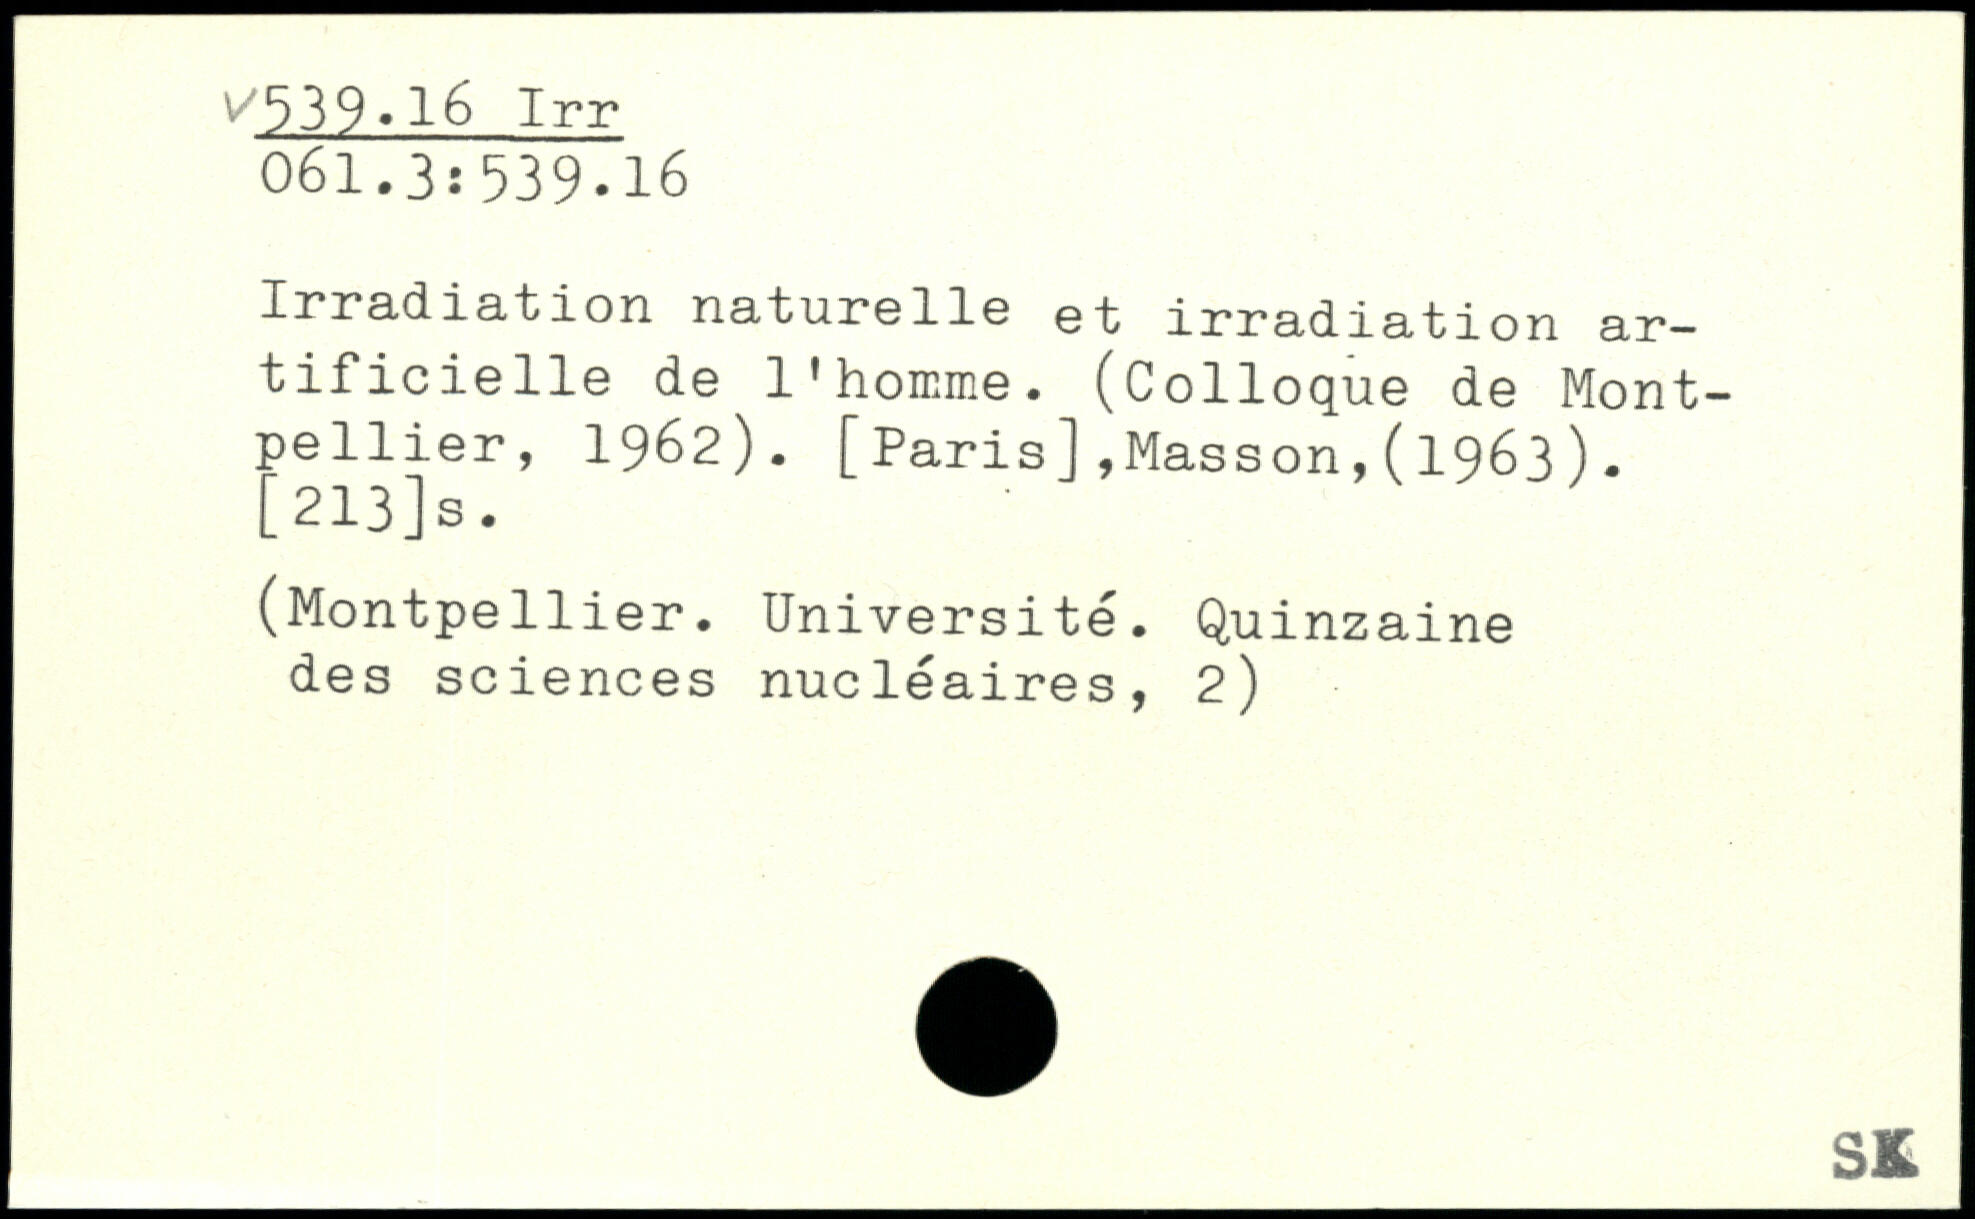 √539.16 Irr
061.3:539.16
Irradiation naturelle et irradiation ar-
tificielle de l'homme. (Colloque de Mont-
pellier, 1962). [Paris],Masson,(1963).
[213]s.
(Montpellier. Université. Quinzaine
des sciences nucléaires, 2)
SK